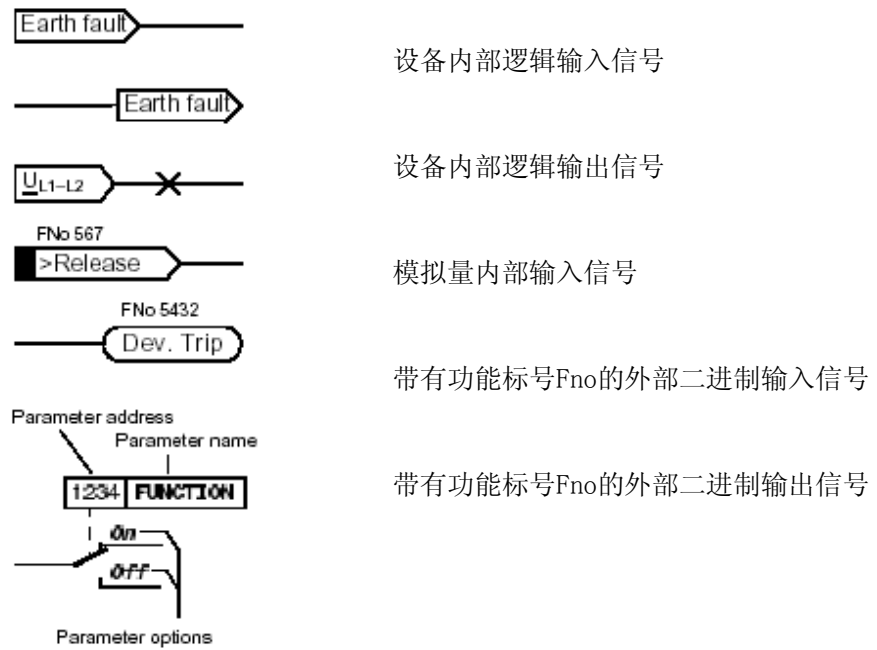 Earth fault
设备内部逻辑输入信号
Earth fault
设备内部逻辑输出信号
UL1-L2
FNo 567
>Release
模拟量内部输入信号
FNo 5432
Dev. Trip
带有功能标号Fno的外部二进制输入信号
Parameter address
Parameter name
1234 FUNCTION
带有功能标号Fno的外部二进制输出信号
On
Off
Parameter options